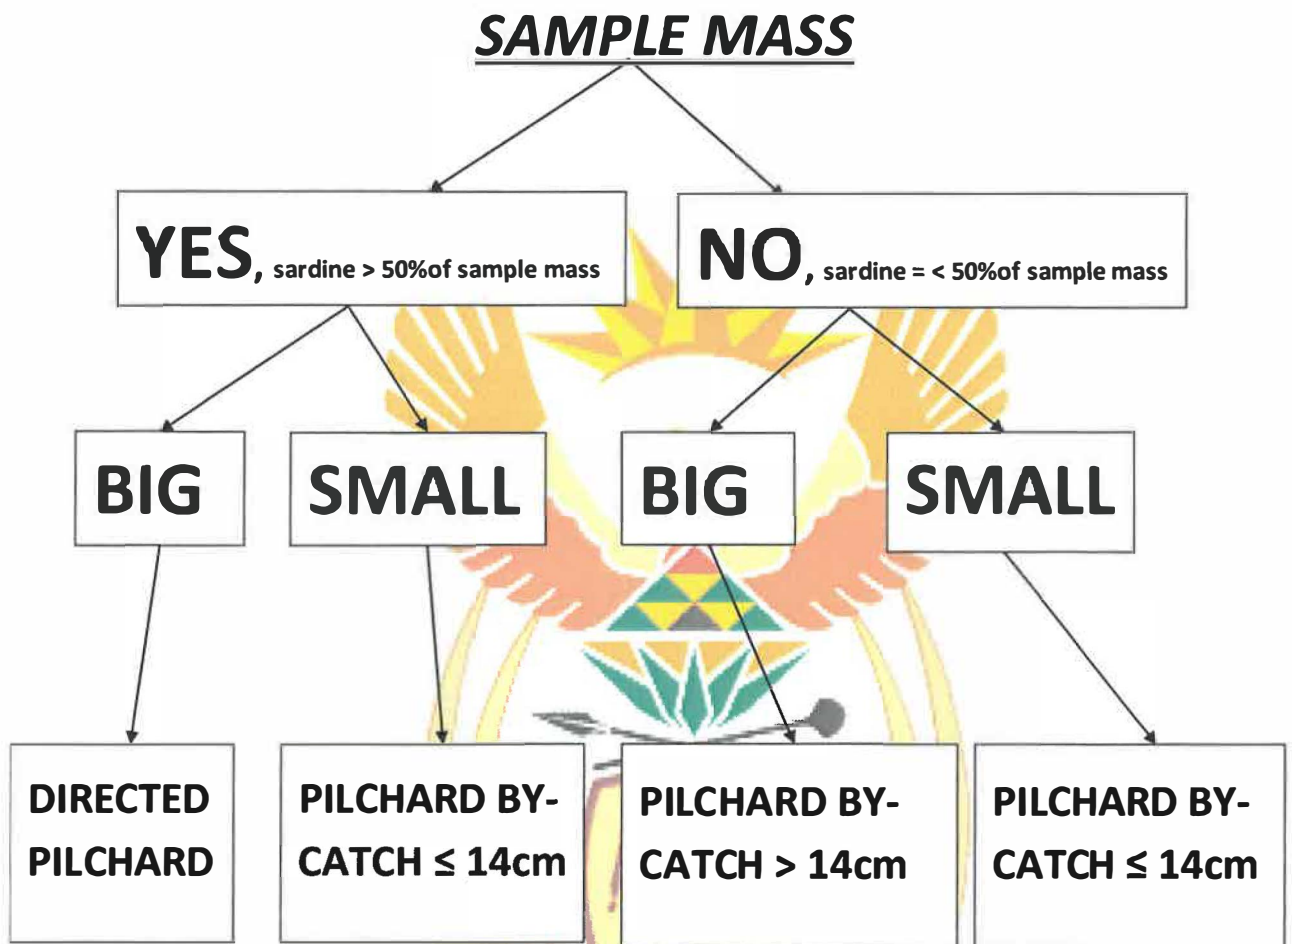 SAMPLE MASS
YES, sardine > 50%of sample mass
NO, sardine = < 50%of sample mass
BIG
SMALL
BIG
SMALL
DIRECTED
PILCHARD
PILCHARD BY-
CATCH ≤ 14cm
PILCHARD BY-
CATCH > 14cm
PILCHARD BY-
CATCH ≤ 14cm